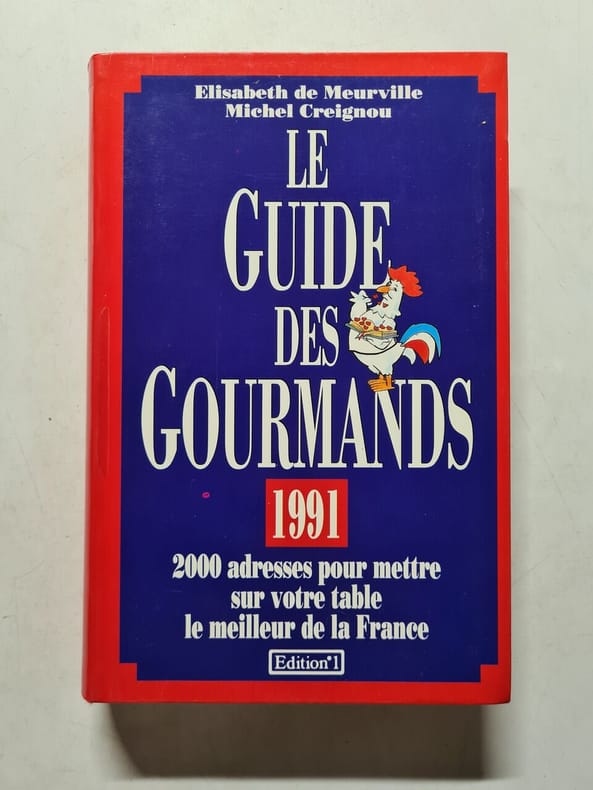 Elisabeth de Meurville
Michel Creignou
LE
GUIDE
DES
GOURMANDS
1991
2000 adresses pour mettre
sur votre table
le meilleur de la France
Edition°1